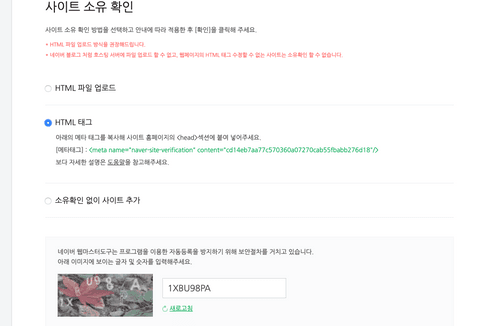 사이트 소유 확인
사이트 소유 확인 방법을 선택하고 안내에 따라 적용한 후 [확인]을 클릭해 주세요.
* HTML 파일 업로드 방식을 권장해드립니다.
* 네이버 블로그 처럼 호스팅 서버에 파일 업로드 할 수 없고, 웹페이지의 HTML 태그 수정할 수 없는 사이트는 소유확인 할 수 없습니다.
HTML 파일 업로드
HTML 태그
아래의 메타 태그를 복사해 사이트 홈페이지의 <head>섹션에 붙여 넣어주세요.
[메타태그] : <meta name="naver-site-verification" content="cd14eb7aa77c570360a07270cab55fbabb276d18"/>
보다 자세한 설명은 도움말을 참고해주세요.
소유확인 없이 사이트 추가
네이버 웹마스터도구는 프로그램을 이용한 자동등록을 방지하기 위해 보안절차를 거치고 있습니다.
아래 이미지에 보이는 글자 및 숫자를 입력해주세요.
1XBU98PA
새로고침